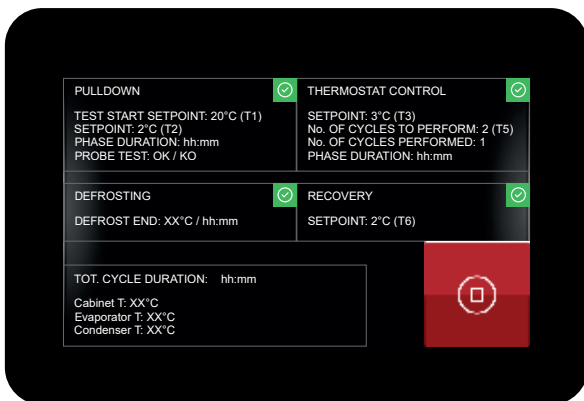 PULLDOWN
TEST START SETPOINT: 20°C (T1)
SETPOINT: 2°C (T2)
PHASE DURATION: hh:mm
PROBE TEST: OK / KO
THERMOSTAT CONTROL
SETPOINT: 3°C (T3)
No. OF CYCLES TO PERFORM: 2 (T5)
No. OF CYCLES PERFORMED: 1
PHASE DURATION: hh:mm
DEFROSTING
DEFROST END: XX°C / hh:mm
RECOVERY
SETPOINT: 2°C (T6)
TOT. CYCLE DURATION: hh:mm
Cabinet T: XX°C
Evaporator T: XX°C
Condenser T: XX°C